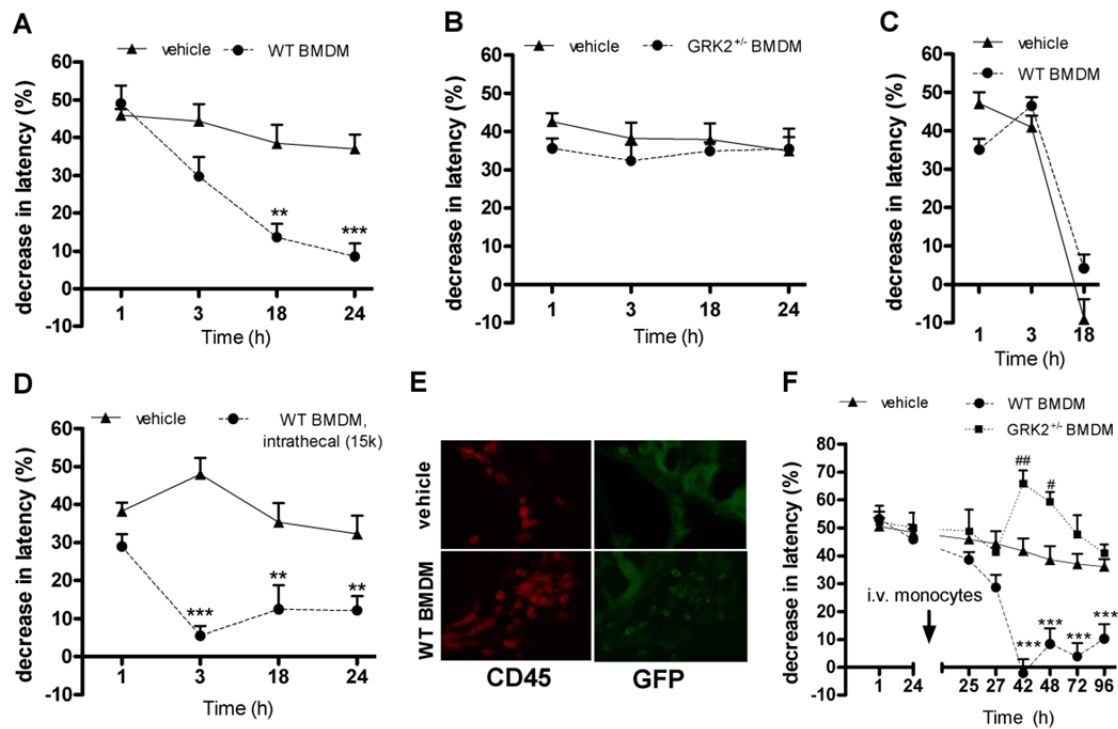 A
vehicle WT BMDM
decrease in latency (%)
60
50
40
30
20
10
0
-10
** ***
1 3 18 24
Time (h)
B
vehicle GRK2+/- BMDM
decrease in latency (%)
60
50
40
30
20
10
0
-10
1 3 18 24
Time (h)
C
vehicle
WT BMDM
decrease in latency (%)
60
50
40
30
20
10
0
-10
1 3 18
Time (h)
D
vehicle WT BMDM,
intrathecal (15k)
decrease in latency (%)
60
50
40
30
20
10
0
*** ** **
1 3 18 24
Time (h)
E
vehicle
WT BMDM
CD45 GFP
F
vehicle WT BMDM
GRK2+/- BMDM
decrease in latency (%)
80
70
60
50
40
30
20
10
0
-10
## #
i.v. monocytes
*** *** *** ***
1 24 25 27 42 48 72 96
Time (h)